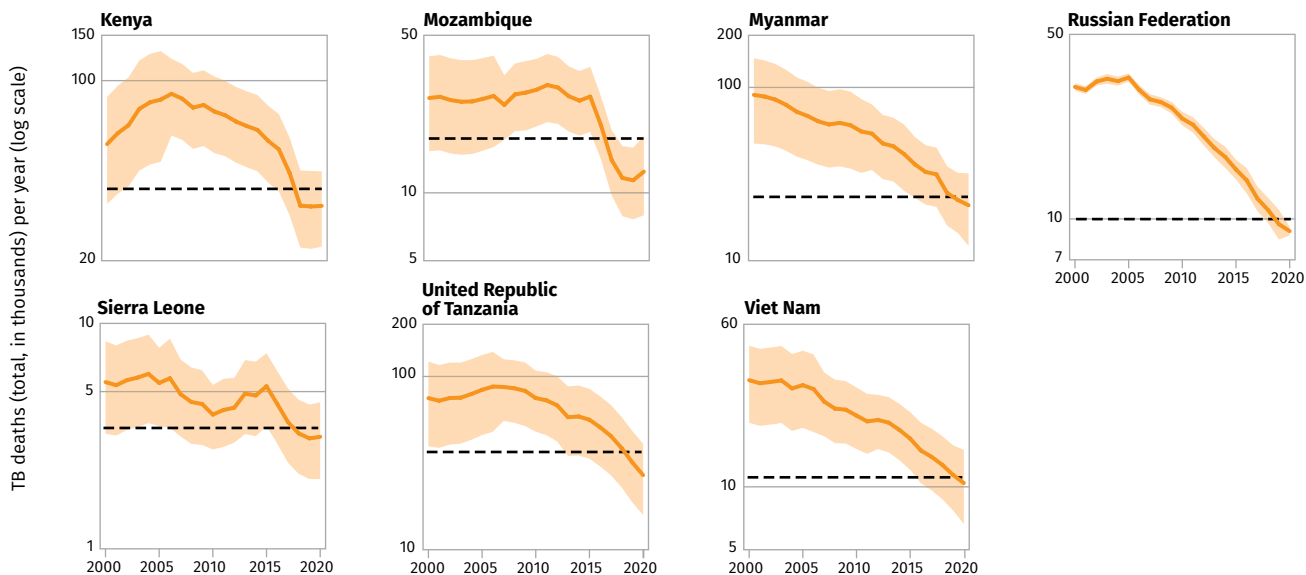 TB deaths (total, in thousands) per year (log scale)
Kenya
150
100
20
Mozambique
50
10
5
Myanmar
200
100
10
Russian Federation
50
10
7
2000 2005 2010 2015 2020
Sierra Leone
10
5
1
2000 2005 2010 2015 2020
United Republic
of Tanzania
200
100
10
2000 2005 2010 2015 2020
Viet Nam
60
10
5
2000 2005 2010 2015 2020